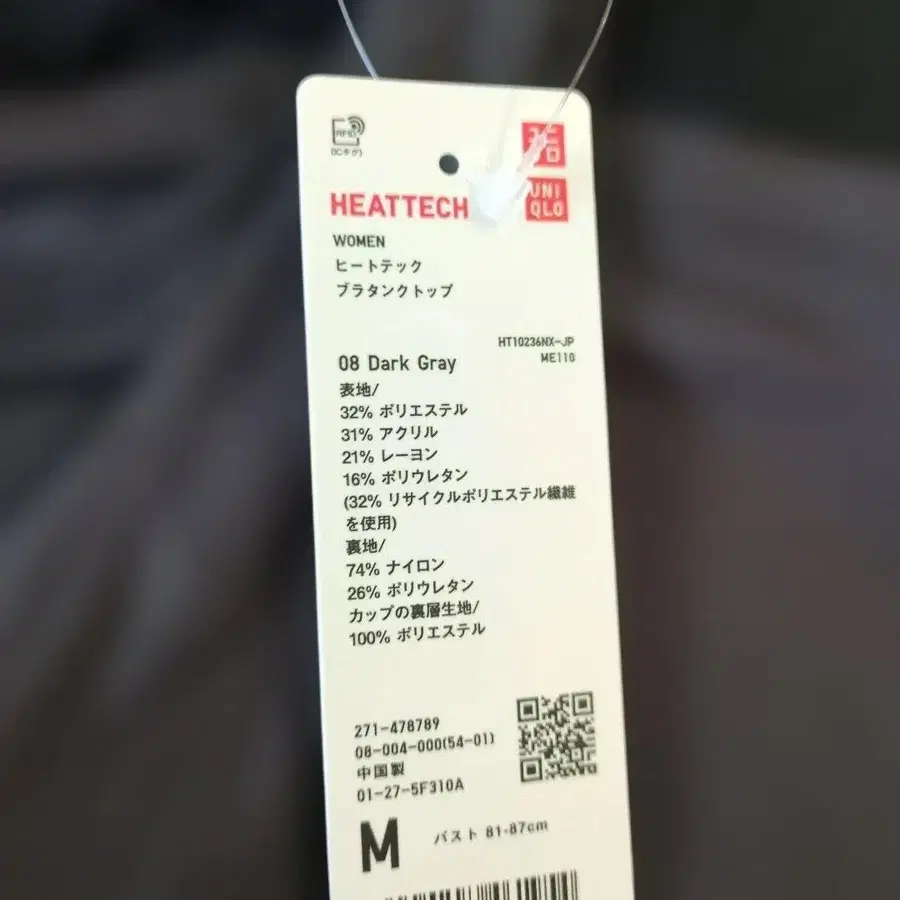 RFID
(ICタグ)
ユニ
クロ
HEATTECH
UNI
QLO
WOMEN
ヒートテック
ブラタンクトップ
HT10236NX-JP
ME110
08 Dark Gray
表地/
32% ポリエステル
31% アクリル
21% レーヨン
16% ポリウレタン
(32% リサイクルポリエステル繊維
を使用)
裏地/
74% ナイロン
26% ポリウレタン
カップの裏層生地/
100% ポリエステル
271-478789
08-004-000(54-01)
中国製
01-27-5F310A
M バスト 81-87cm